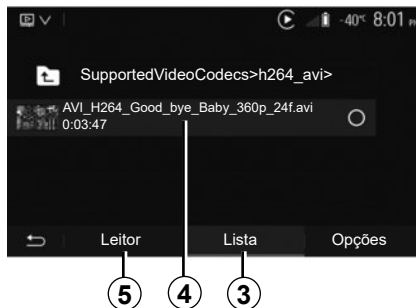 -40°C 8:01
SupportedVideoCodecs>h264_avi>
AVI_H264_Good_bye_Baby_360p_24f.avi
0:03:47
Leitor Lista Opções
5 4 3